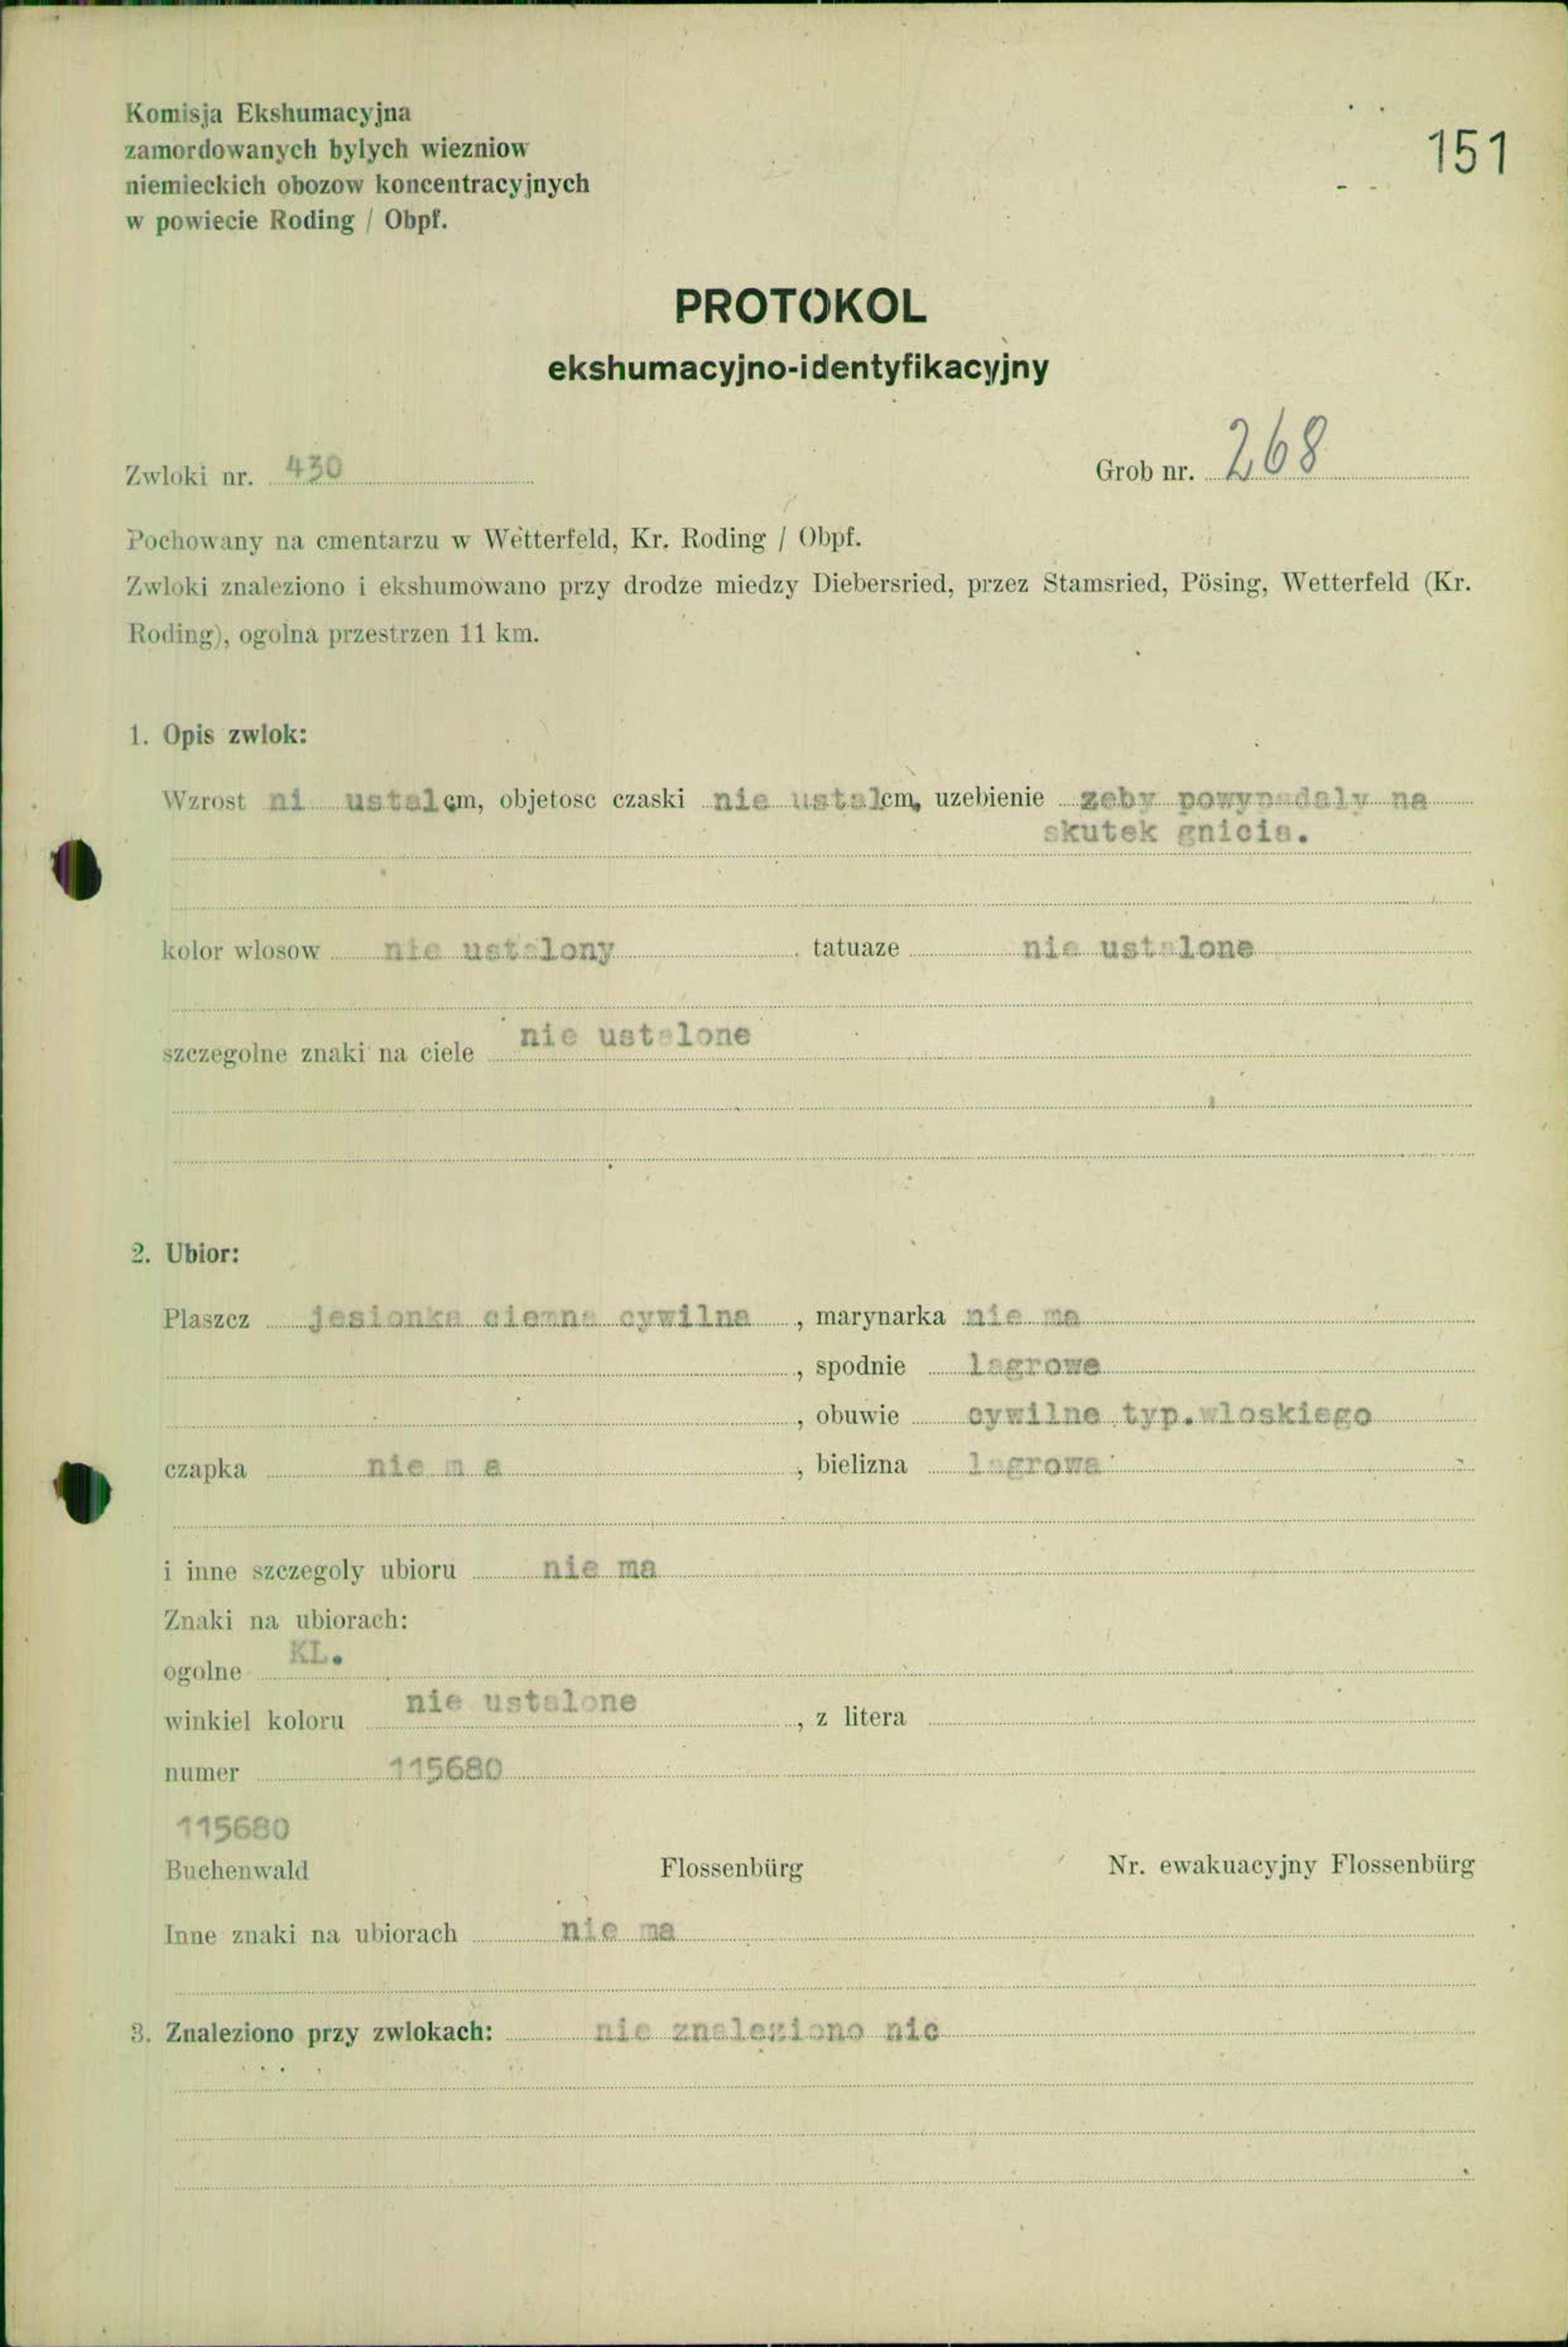 Komisja Ekshumacyjna
zamordowanych bylych wiezniow
niemieckich obozow koncentracyjnych
w powiecie Roding / Obpf.
151
PROTOKOL
ekshumacyjno-identyfikacyjny
Zwloki nr. 430 Grob nr. 268
Pochowany na cmentarzu w Wetterfeld, Kr. Roding / Obpf.
Zwloki znaleziono i ekshumowano przy drodze miedzy Diebersried, przez Stamsried, Pösing, Wetterfeld (Kr.
Roding), ogolna przestrzen 11 km.
1. Opis zwlok:
Wzrost ni ustal cm, objetosc czaski nie ustal cm, uzebienie zeby powypadaly na
skutek gnicia.
kolor wlosow nie ustalony tatuaze nie ustalone
szczegolne znaki na ciele nie ustalone
2. Ubior:
Plaszcz jesionka ciemna cywilna, marynarka nie ma
, spodnie lagrowe
, obuwie cywilne typ.wloskiego
czapka nie m a, bielizna lagrowa
i inne szczegoly ubioru nie ma
Znaki na ubiorach:
ogolne KL.
winkiel koloru nie ustalone, z litera
numer 115680
115680
Buchenwald Flossenbürg Nr. ewakuacyjny Flossenbürg
Inne znaki na ubiorach nie ma
3. Znaleziono przy zwlokach: nie znaleziono nic